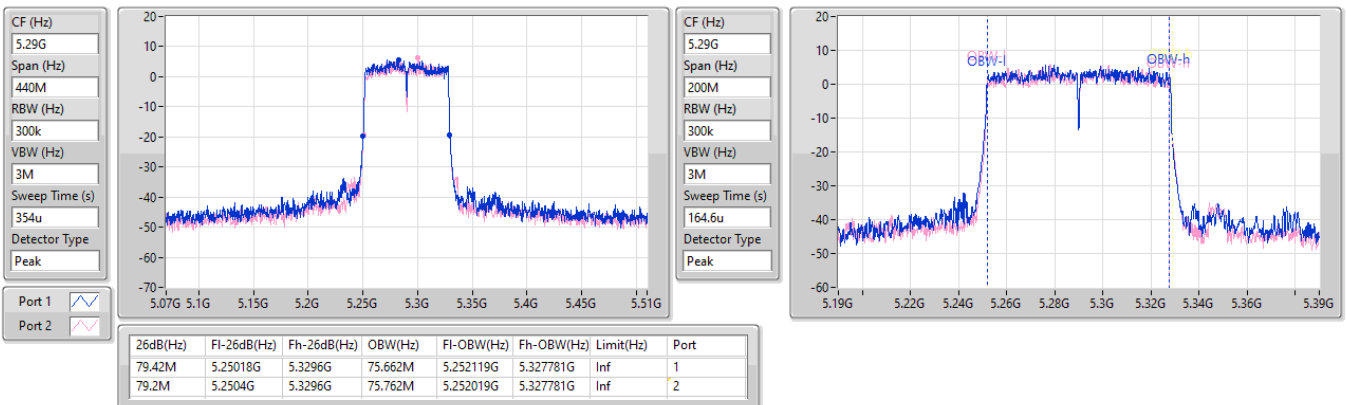 CF (Hz)
5.29G
Span (Hz)
440M
RBW (Hz)
300k
VBW (Hz)
3M
Sweep Time (s)
354u
Detector Type
Peak
Port 1
Port 2
20
10
0
-10
-20
-30
-40
-50
-60
-70
5.07G 5.1G 5.15G 5.2G 5.25G 5.3G 5.35G 5.4G 5.45G 5.51G
CF (Hz)
5.29G
Span (Hz)
200M
RBW (Hz)
300k
VBW (Hz)
3M
Sweep Time (s)
164.6u
Detector Type
Peak
20
10
0
-10
-20
-30
-40
-50
-60
OBW-l OBW-h
5.19G 5.22G 5.24G 5.26G 5.28G 5.3G 5.32G 5.34G 5.36G 5.39G
26dB(Hz) Fl-26dB(Hz) Fh-26dB(Hz) OBW(Hz) Fl-OBW(Hz) Fh-OBW(Hz) Limit(Hz) Port
79.42M 5.25018G 5.3296G 75.662M 5.252119G 5.327781G Inf 1
79.2M 5.2504G 5.3296G 75.762M 5.252019G 5.327781G Inf 2